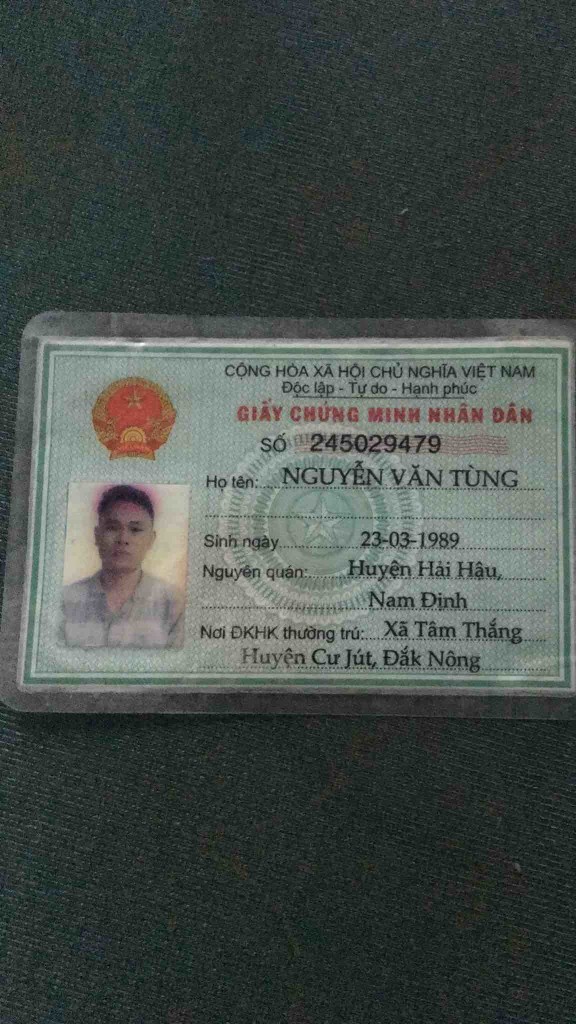 CỘNG HÒA XÃ HỘI CHỦ NGHĨA VIỆT NAM
Độc lập - Tự do - Hạnh phúc
GIẤY CHỨNG MINH NHÂN DÂN
SỐ 245029479
Họ tên: NGUYỄN VĂN TÙNG
Sinh ngày 23-03-1989
Nguyên quán: Huyện Hải Hậu,
Nam Định
Nơi ĐKHK thường trú: Xã Tâm Thắng
Huyện Cư Jút, Đắk Nông